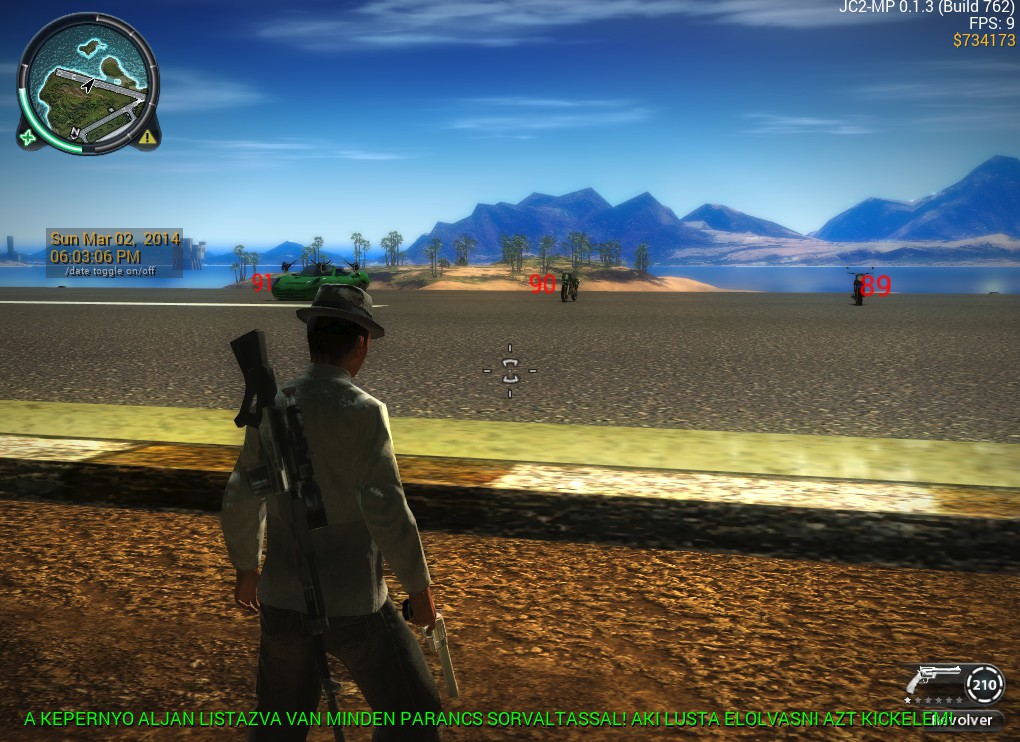 JC2-MP 0.1.3 (Build 762)
FPS: 9
$734173
N
Sun Mar 02, 2014
06:03:06 PM
/date toggle on/off
91
90
89
210
A KEPERNYO ALJAN LISTAZVA VAN MINDEN PARANCS SORVALTASSAL! AKI LUSTA ELOLVASNI AZT KICKELEM!
Revolver